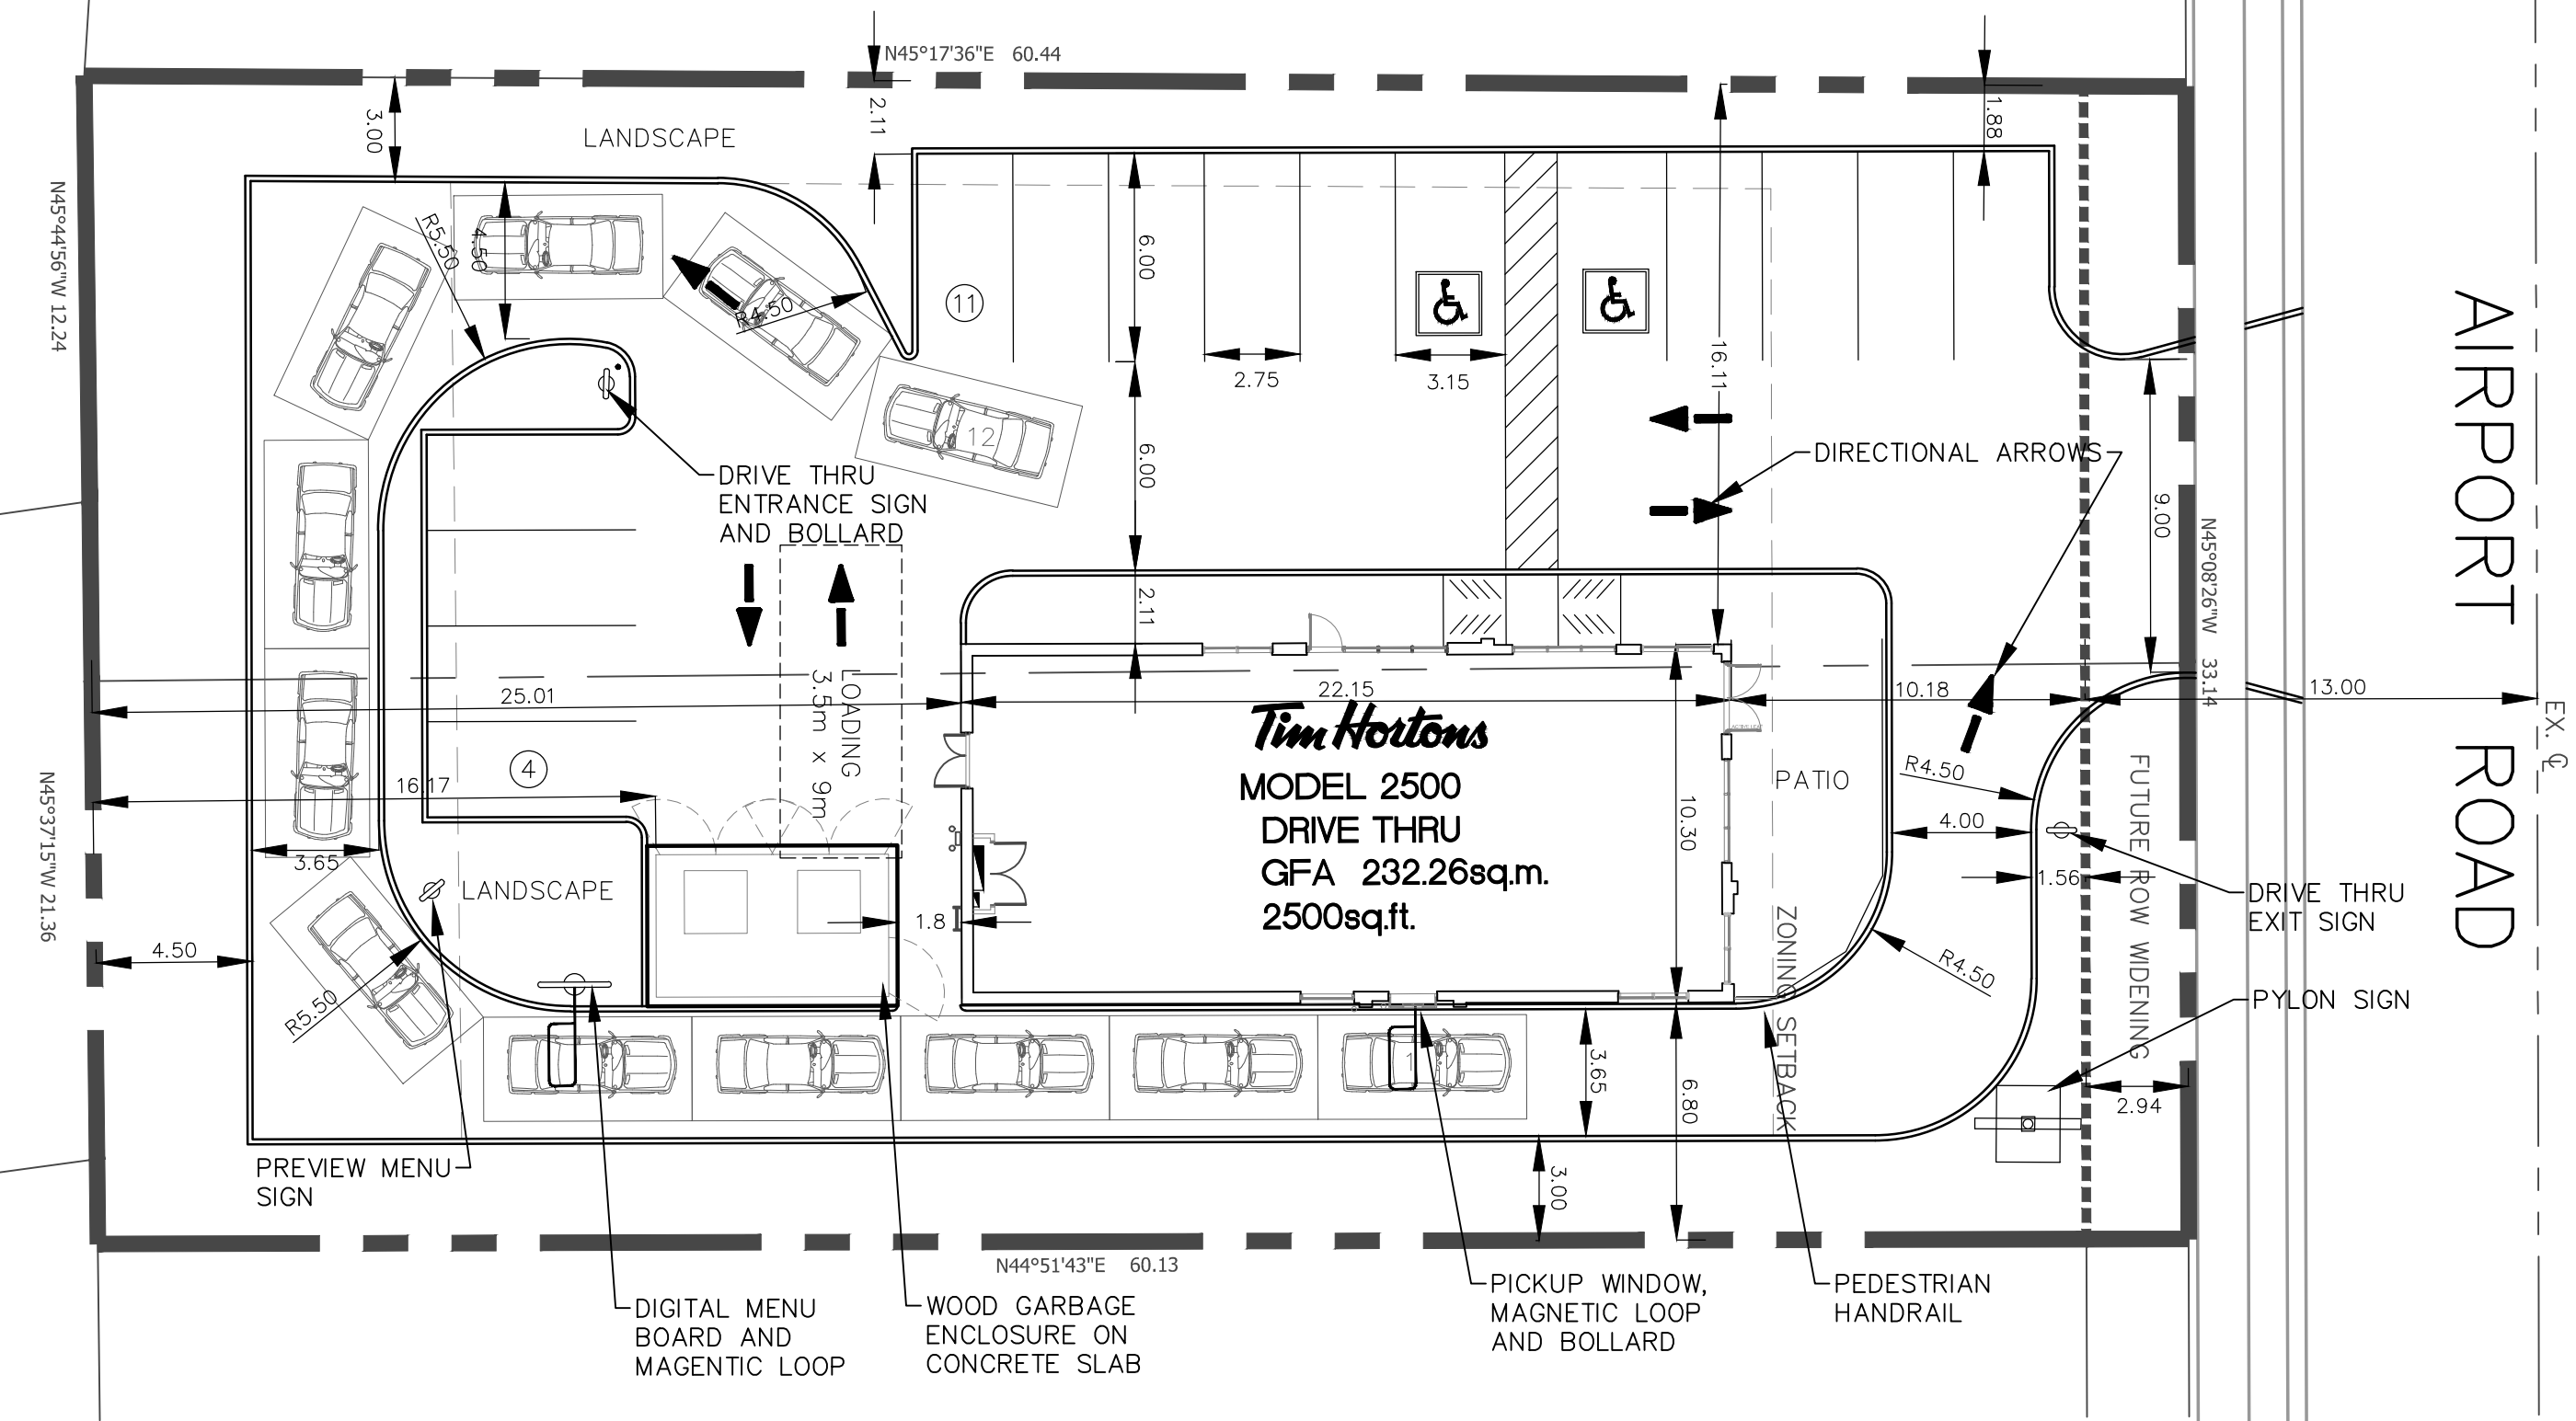 N45°17'36"E 60.44
2.11
3.00
LANDSCAPE
1.88
N45°44'56"W 12.24
R5.50
4.50
R4.50
11
6.00
2.75
3.15
16.11
12
6.00
DIRECTIONAL ARROWS
9.00
AIRPORT ROAD
DRIVE THRU
ENTRANCE SIGN
AND BOLLARD
N45°08'26"W 33.14
2.11
LOADING
3.5m x 9m
25.01
22.15
10.18
13.00
EX. ℄
Tim Hortons
MODEL 2500
DRIVE THRU
GFA 232.26sq.m.
2500sq.ft.
4
16.17
10.30
PATIO
R4.50
4.00
FUTURE ROW WIDENING
3.65
LANDSCAPE
1.8
1.56
DRIVE THRU
EXIT SIGN
N45°37'15"W 21.36
4.50
R5.50
ZONING SETBACK
R4.50
PYLON SIGN
1
3.65
6.80
2.94
PREVIEW MENU
SIGN
3.00
N44°51'43"E 60.13
DIGITAL MENU
BOARD AND
MAGENTIC LOOP
WOOD GARBAGE
ENCLOSURE ON
CONCRETE SLAB
PICKUP WINDOW,
MAGNETIC LOOP
AND BOLLARD
PEDESTRIAN
HANDRAIL